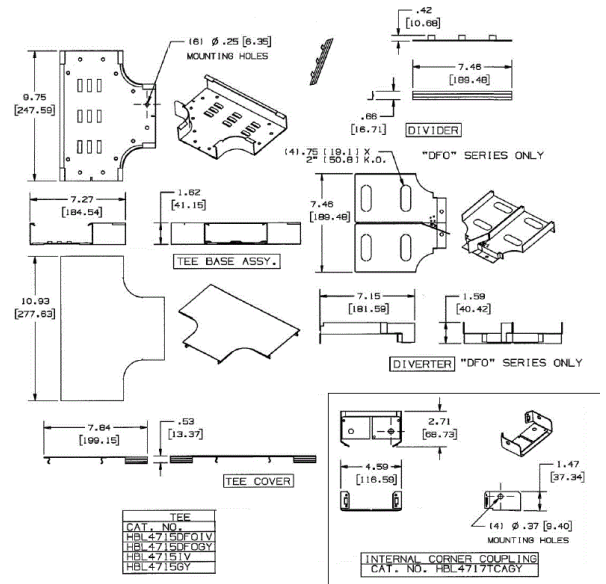 (6) Ø .25 [6.35]
MOUNTING HOLES
9.75
[247.59]
.42
[10.68]
7.46
[189.48]
.66
[16.71]
DIVIDER
"DFO" SERIES ONLY
7.27
[184.54]
1.62
[41.15]
TEE BASE ASSY.
(4).75 [19.1] X
2" [50.8] K.O.
7.46
[189.48]
7.15
[181.59]
1.59
[40.42]
DIVERTER "DFO" SERIES ONLY
10.93
[277.63]
7.84
[199.15]
.53
[13.37]
TEE COVER
2.71
[68.73]
4.59
[116.59]
1.47
[37.34]
(4) Ø .37 [9.40]
MOUNTING HOLES
INTERNAL CORNER COUPLING
CAT. NO. HBL4717TCAGY
TEE
CAT. NO.
HBL4715DFOIV
HBL4715DFOGY
HBL4715IV
HBL4715GY